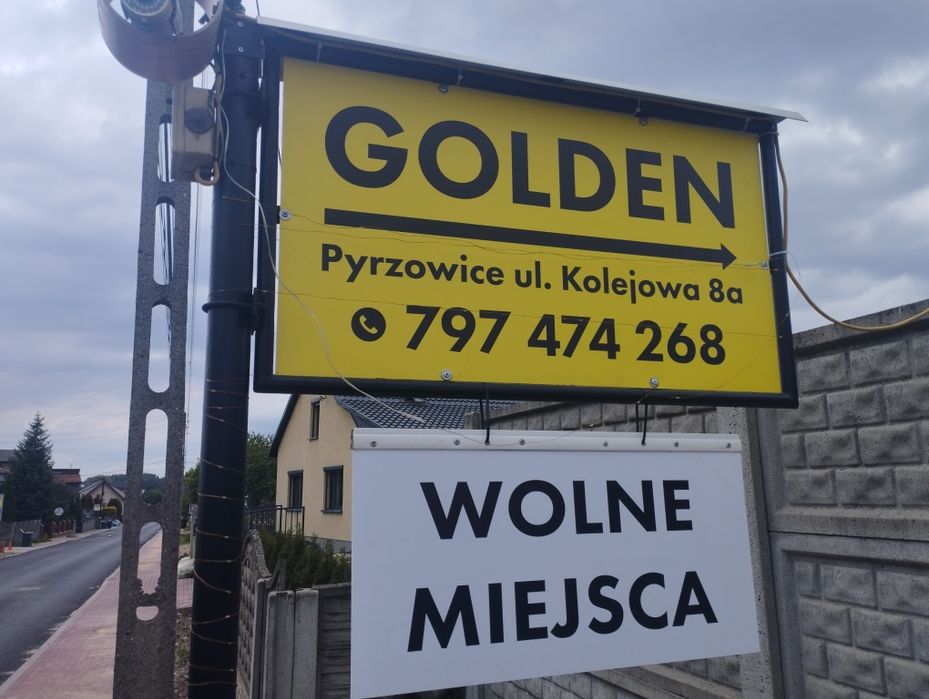 GOLDEN
Pyrzowice ul. Kolejowa 8a
797 474 268
WOLNE
MIEJSCA